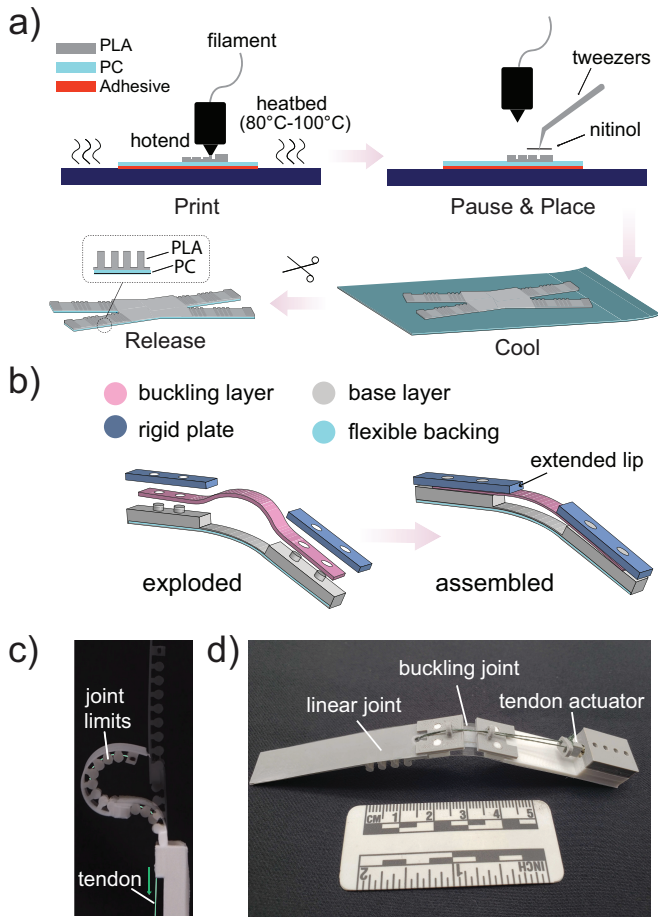 a)
PLA
PC
Adhesive
filament
hotend
heatbed
(80°C-100°C)
Print
tweezers
nitinol
Pause & Place
PLA
PC
Release
Cool
b)
buckling layer
base layer
rigid plate
flexible backing
extended lip
exploded
assembled
c)
joint
limits
tendon
d)
buckling joint
linear joint
tendon actuator
CM 1 2 3 4 5
2 1 INCH